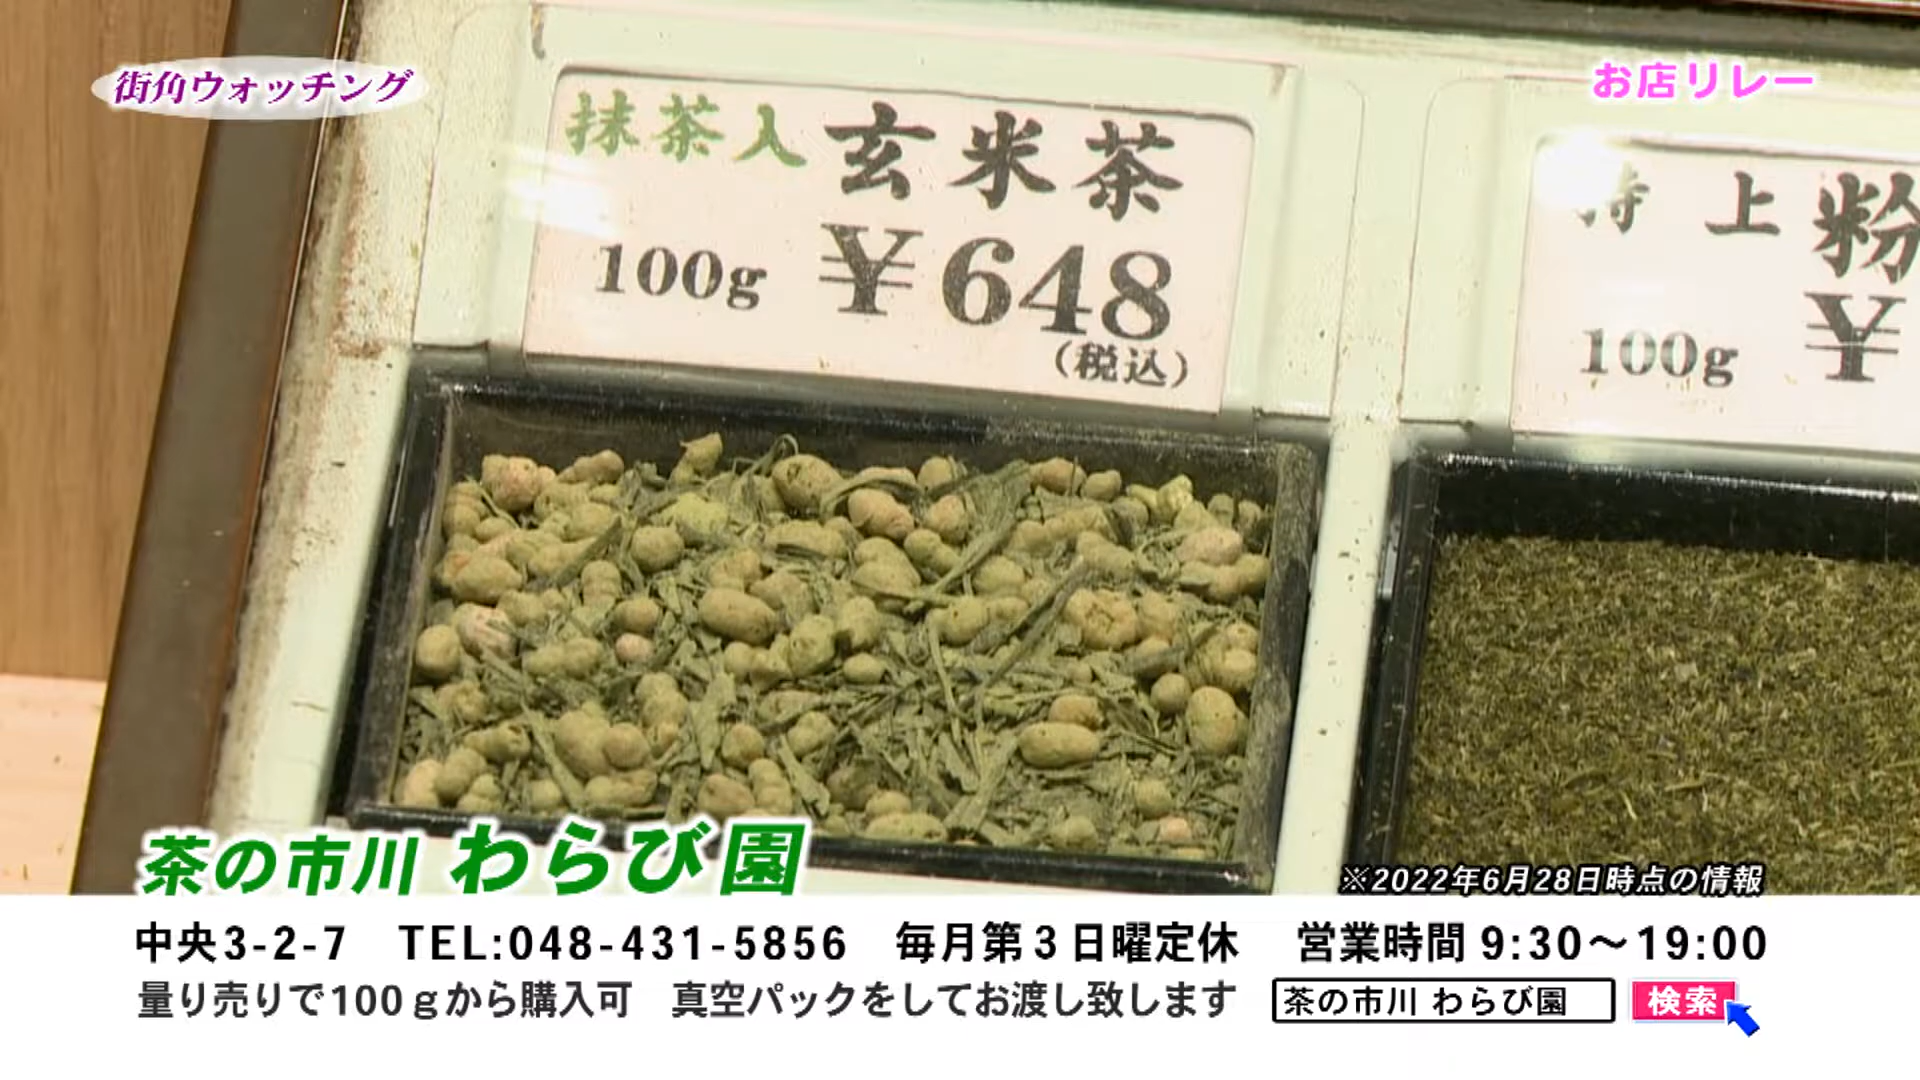 街角ウォッチング
お店リレー
抹茶入玄米茶
100g ¥648
(税込)
特上粉
100g ¥
茶の市川 わらび園
※2022年6月28日時点の情報
中央3-2-7 TEL:048-431-5856 毎月第3日曜定休 営業時間 9:30～19:00
量り売りで100gから購入可 真空パックをしてお渡し致します
茶の市川 わらび園 検索